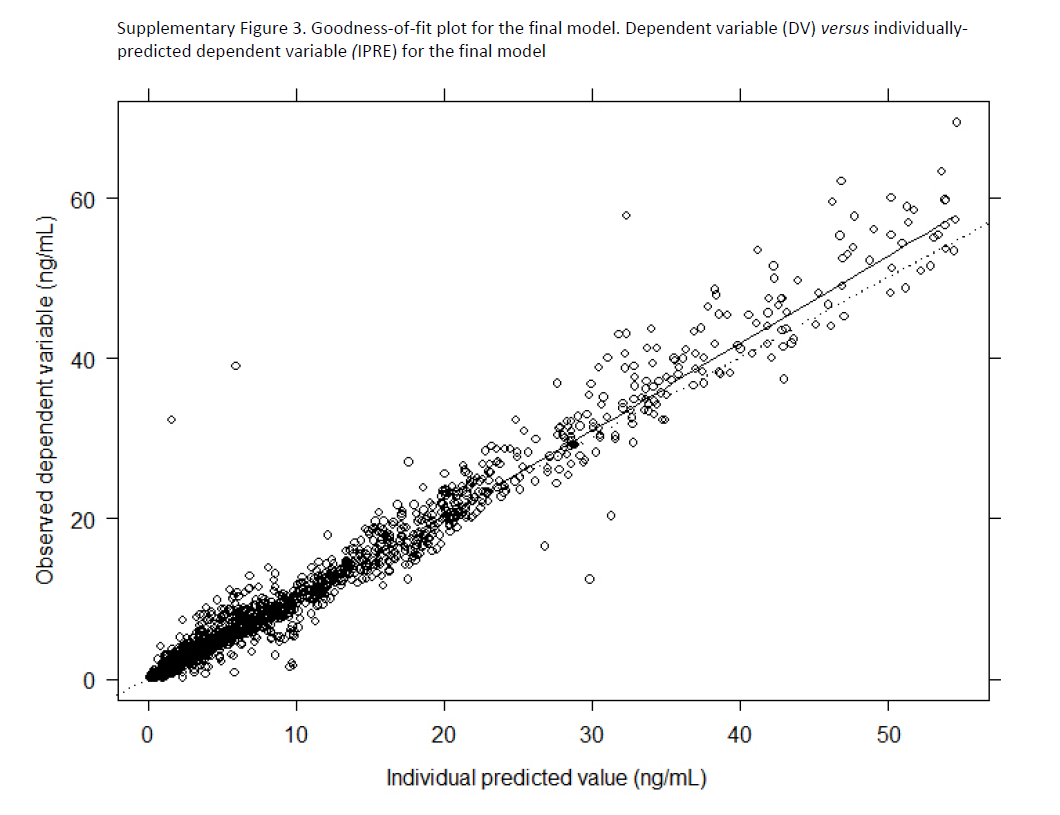 Supplementary Figure 3. Goodness-of-fit plot for the final model. Dependent variable (DV) versus individually-
predicted dependent variable (IPRE) for the final model
60
40
20
0
Observed dependent variable (ng/mL)
0 10 20 30 40 50
Individual predicted value (ng/mL)